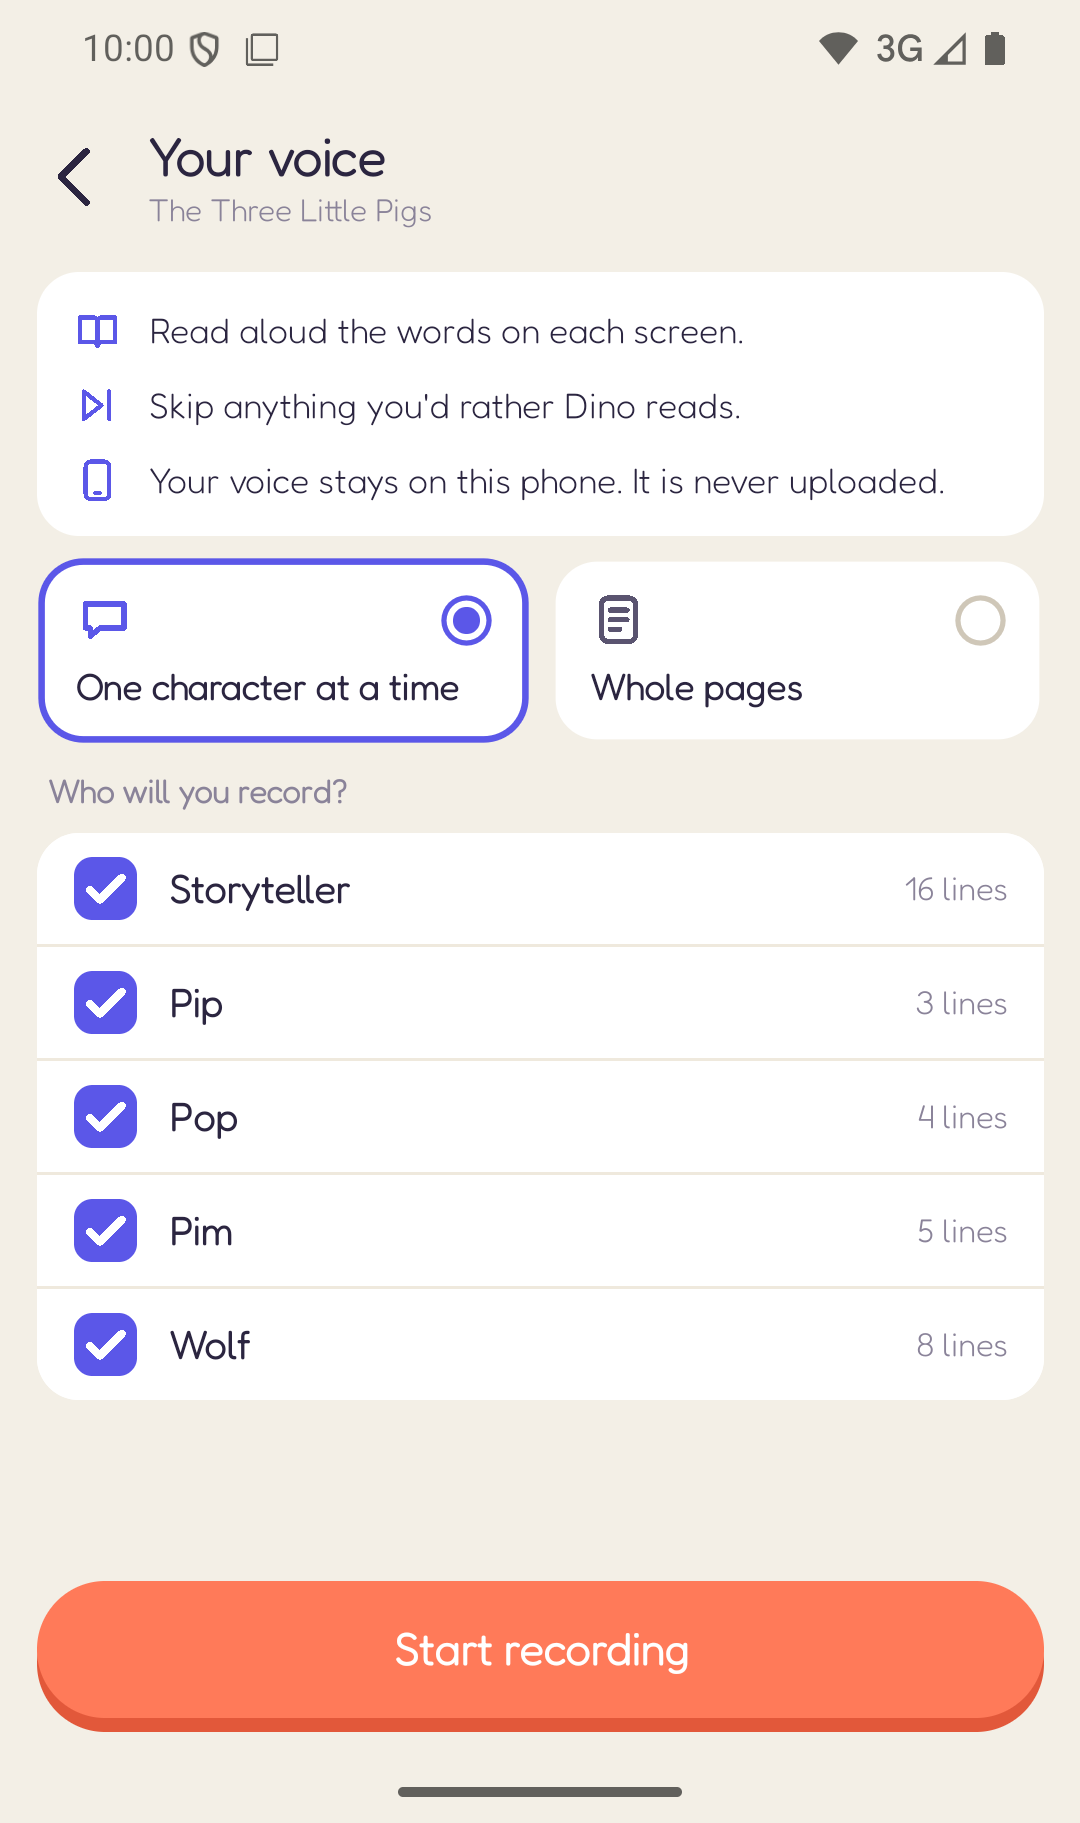 10:00
3G
Your voice
The Three Little Pigs
Read aloud the words on each screen.
Skip anything you'd rather Dino reads.
Your voice stays on this phone. It is never uploaded.
One character at a time
Whole pages
Who will you record?
Storyteller
16 lines
Pip
3 lines
Pop
4 lines
Pim
5 lines
Wolf
8 lines
Start recording